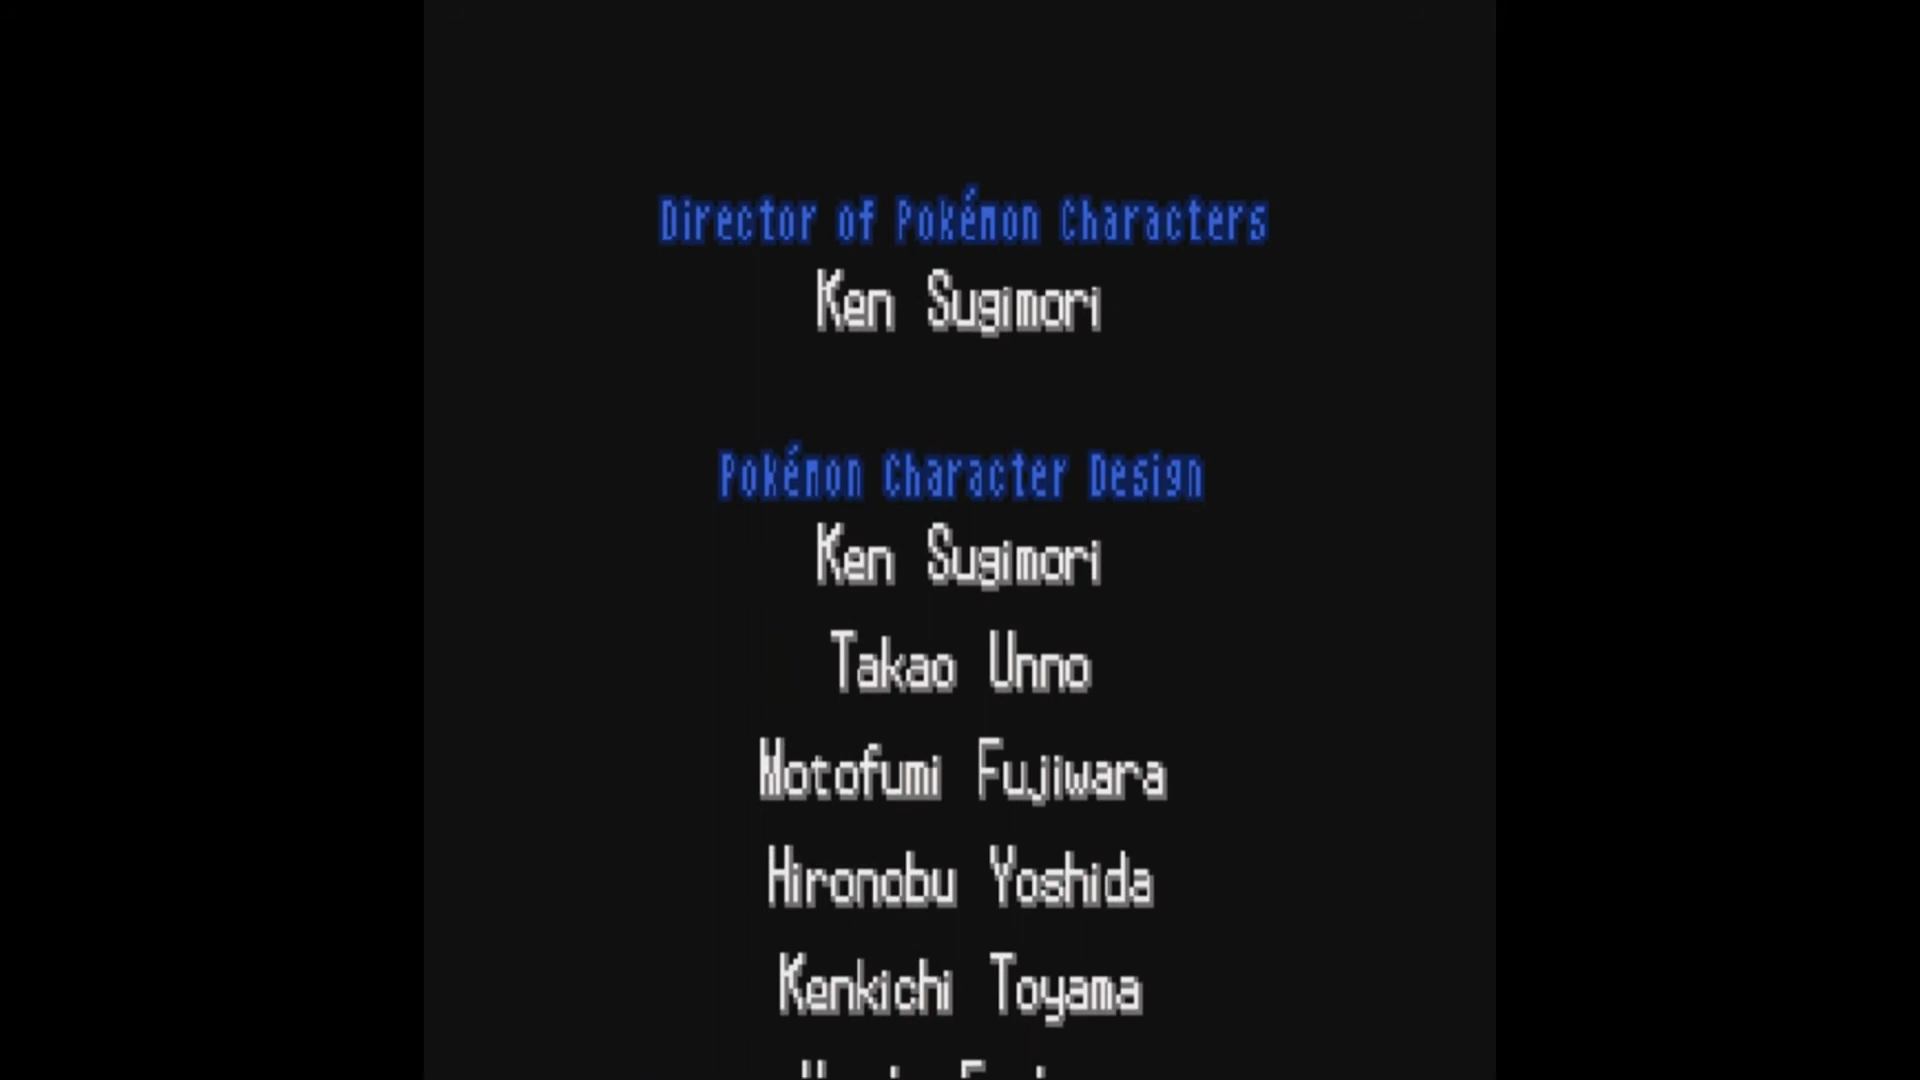 Director of Pokémon Characters
Ken Sugimori
Pokémon Character Design
Ken Sugimori
Takao Unno
Motofumi Fujiwara
Hironobu Yoshida
Kenkichi Toyama